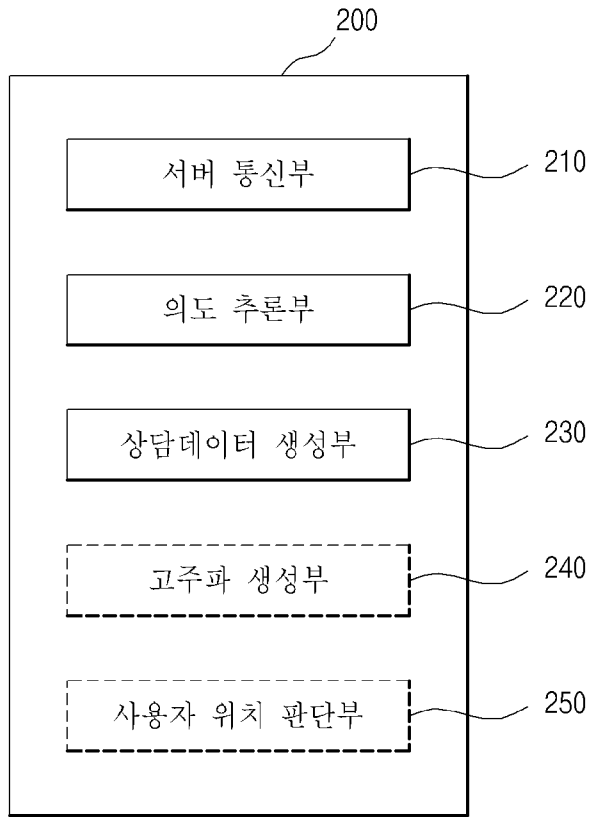 200
서버 통신부 210
의도 추론부 220
상담데이터 생성부 230
고주파 생성부 240
사용자 위치 판단부 250